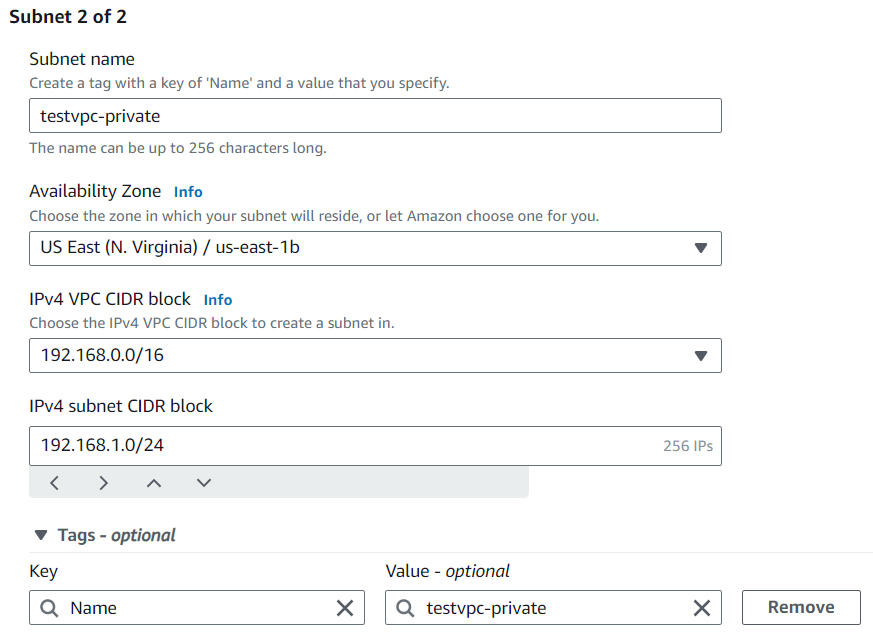 Subnet 2 of 2
Subnet name
Create a tag with a key of 'Name' and a value that you specify.
testvpc-private
The name can be up to 256 characters long.
Availability Zone Info
Choose the zone in which your subnet will reside, or let Amazon choose one for you.
US East (N. Virginia) / us-east-1b
IPv4 VPC CIDR block Info
Choose the IPv4 VPC CIDR block to create a subnet in.
192.168.0.0/16
IPv4 subnet CIDR block
192.168.1.0/24 256 IPs
Tags - optional
Key Value - optional
Name testvpc-private Remove